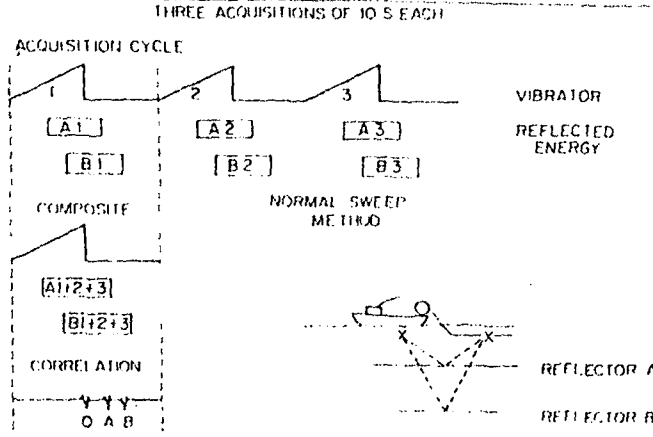 THREE ACQUISITIONS OF 10 S EACH
ACQUISITION CYCLE
1 2 3 VIBRATOR
A1 A2 A3 REFLECTED
ENERGY
B1 B2 B3
COMPOSITE NORMAL SWEEP
METHOD
A1+2+3
B1+2+3
X X
CORRELATION REFLECTOR A
REFLECTOR B
O A B